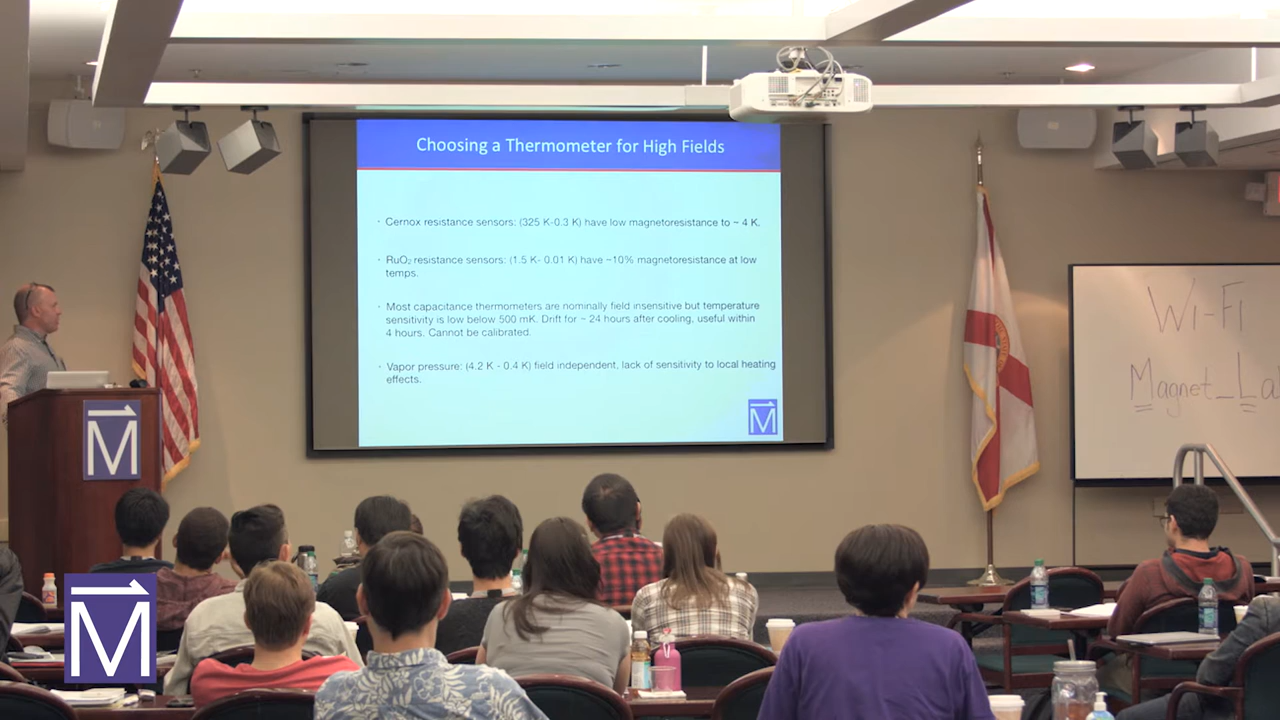 Choosing a Thermometer for High Fields
· Cernox resistance sensors: (325 K-0.3 K) have low magnetoresistance to ~ 4 K.
· RuO₂ resistance sensors: (1.5 K- 0.01 K) have ~10% magnetoresistance at low
temps.
· Most capacitance thermometers are nominally field insensitive but temperature
sensitivity is low below 500 mK. Drift for ~ 24 hours after cooling, useful within
4 hours. Cannot be calibrated.
· Vapor pressure: (4.2 K - 0.4 K) field independent, lack of sensitivity to local heating
effects.
M
Wi-Fi
Magnet_La
M
M